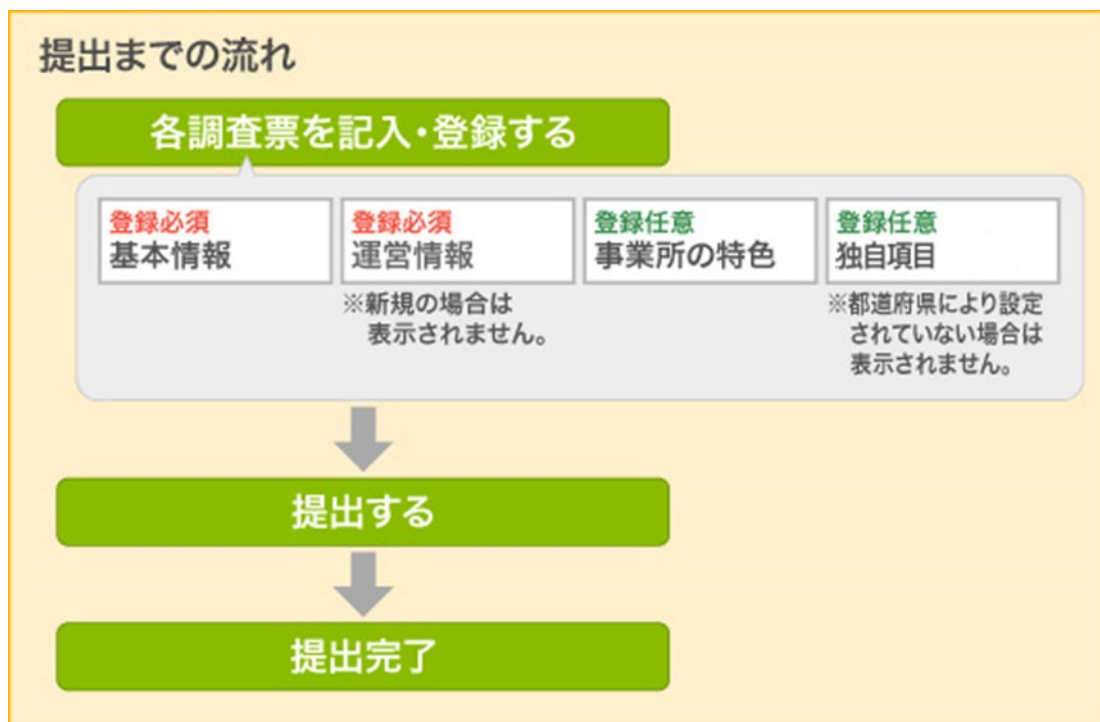 提出までの流れ
各調査票を記入・登録する
登録必須
基本情報
登録必須
運営情報
※新規の場合は
表示されません。
登録任意
事業所の特色
登録任意
独自項目
※都道府県により設定
されていない場合は
表示されません。
提出する
提出完了